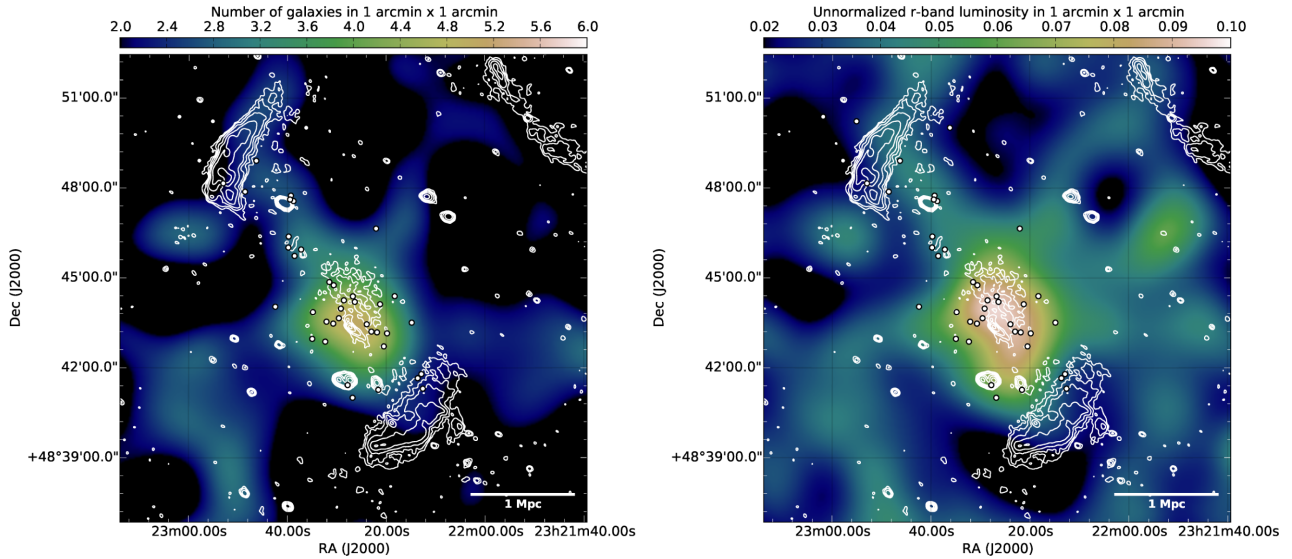 Number of galaxies in 1 arcmin x 1 arcmin
2.0 2.4 2.8 3.2 3.6 4.0 4.4 4.8 5.2 5.6 6.0
51'00.0"
48'00.0"
45'00.0"
42'00.0"
+48°39'00.0"
Dec (J2000)
1 Mpc
23m00.00s 40.00s 20.00s 22m00.00s 23h21m40.00s
RA (J2000)
Unnormalized r-band luminosity in 1 arcmin x 1 arcmin
0.02 0.03 0.04 0.05 0.06 0.07 0.08 0.09 0.10
51'00.0"
48'00.0"
45'00.0"
42'00.0"
+48°39'00.0"
Dec (J2000)
1 Mpc
23m00.00s 40.00s 20.00s 22m00.00s 23h21m40.00s
RA (J2000)